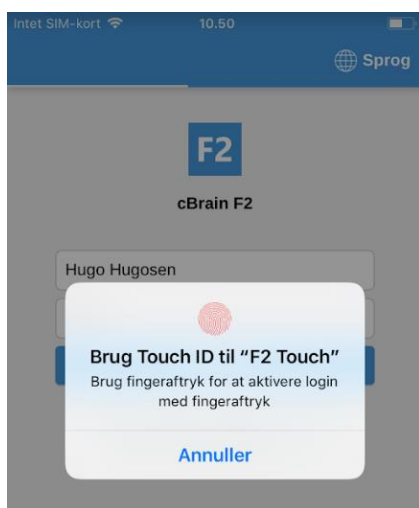 Intet SIM-kort 10.50
Sprog
F2
cBrain F2
Hugo Hugosen
Brug Touch ID til “F2 Touch”
Brug fingeraftryk for at aktivere login
med fingeraftryk
Annuller